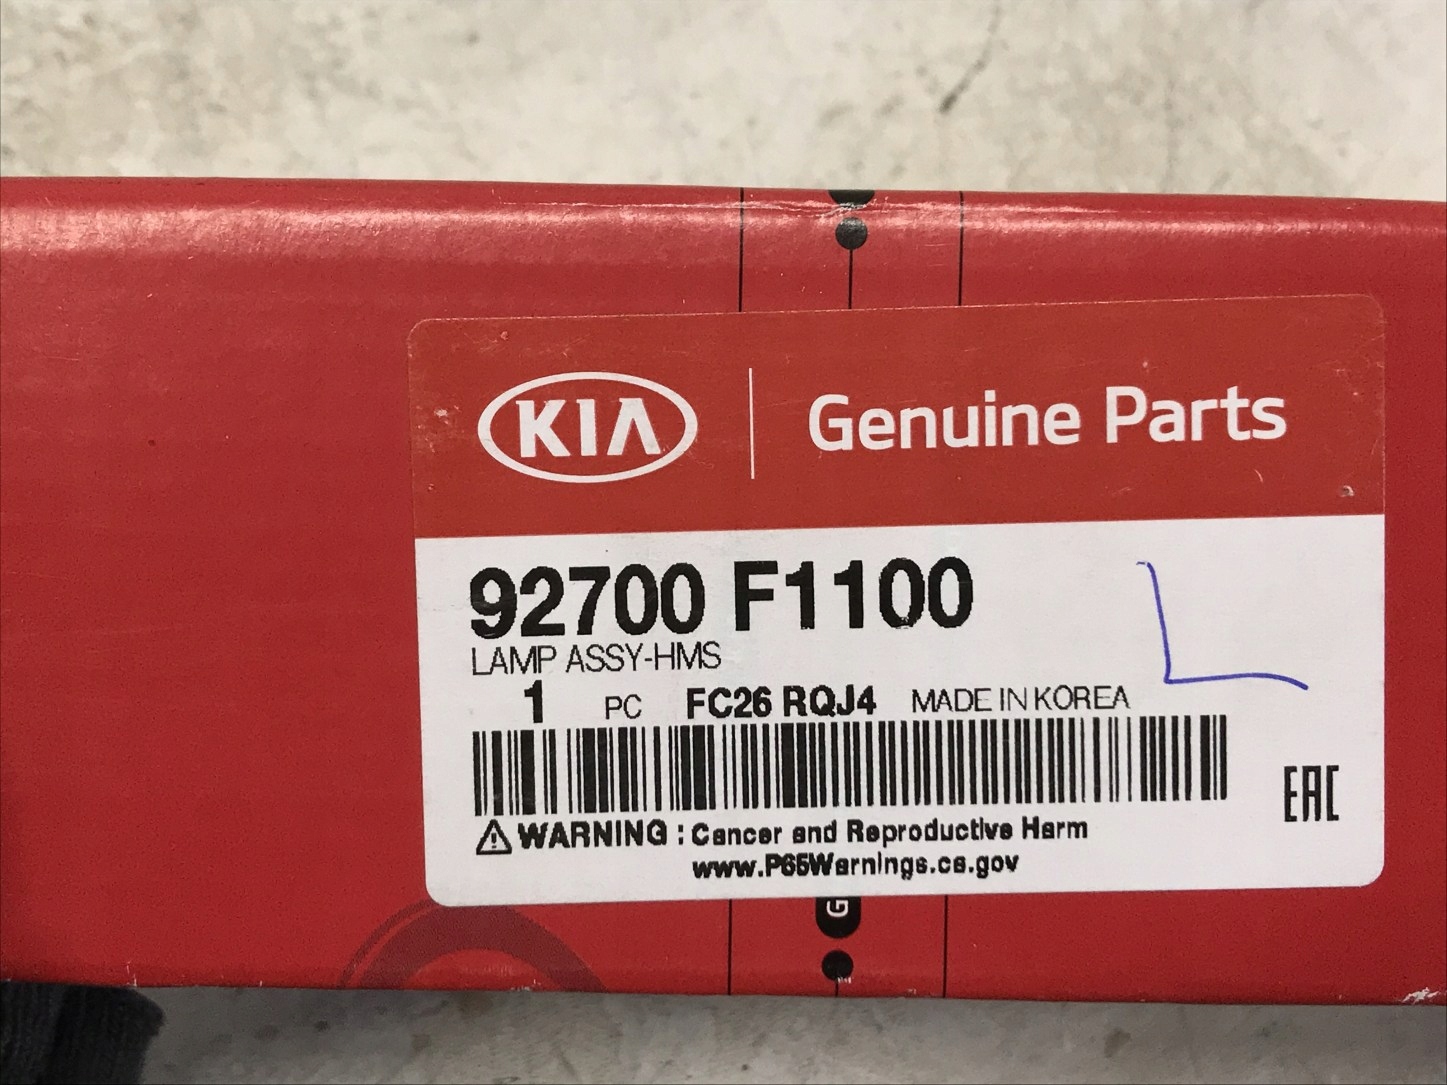 KIA Genuine Parts
92700 F1100
LAMP ASSY-HMS
1 PC FC26 RQJ4 MADE IN KOREA
EAC
WARNING : Cancer and Reproductive Harm
www.P65Warnings.ca.gov
G
L